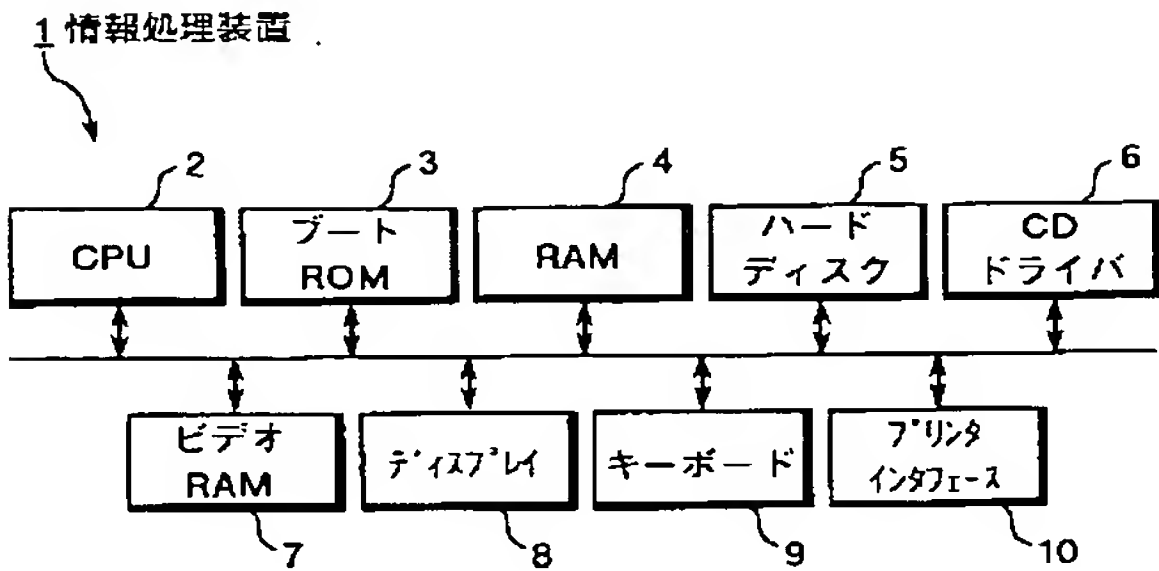 1 情報処理装置
2
3
4
5
6
CPU
ブート
ROM
RAM
ハード
ディスク
CD
ドライバ
ビデオ
RAM
ディスプレイ
キーボード
プリンタ
インタフェース
7
8
9
10